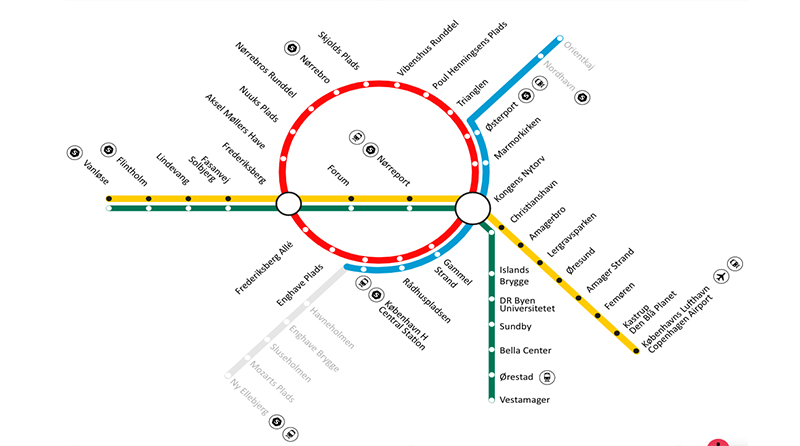 Skjolds Plads
Vibenshus Runddel
Poul Henningsens Plads
Nørrebro
Nørrebros Runddel
Trianglen
Orientkaj
Nordhavn
Nuuks Plads
Aksel Møllers Have
Østerport
Marmorkirken
Vanløse
Flintholm
Lindevang
Fasanvej
Solbjerg
Frederiksberg
Forum
Nørreport
Kongens Nytorv
Christianshavn
Amagerbro
Lergravsparken
Øresund
Amager Strand
Femøren
Kastrup
Den Blå Planet
Københavns Lufthavn
Copenhagen Airport
Frederiksberg Allé
Enghave Plads
København H
Central Station
Rådhuspladsen
Gammel
Strand
Islands
Brygge
DR Byen
Universitetet
Sundby
Bella Center
Ørestad
Vestamager
Havneholmen
Enghave Brygge
Sluseholmen
Mozarts Plads
Ny Ellebjerg